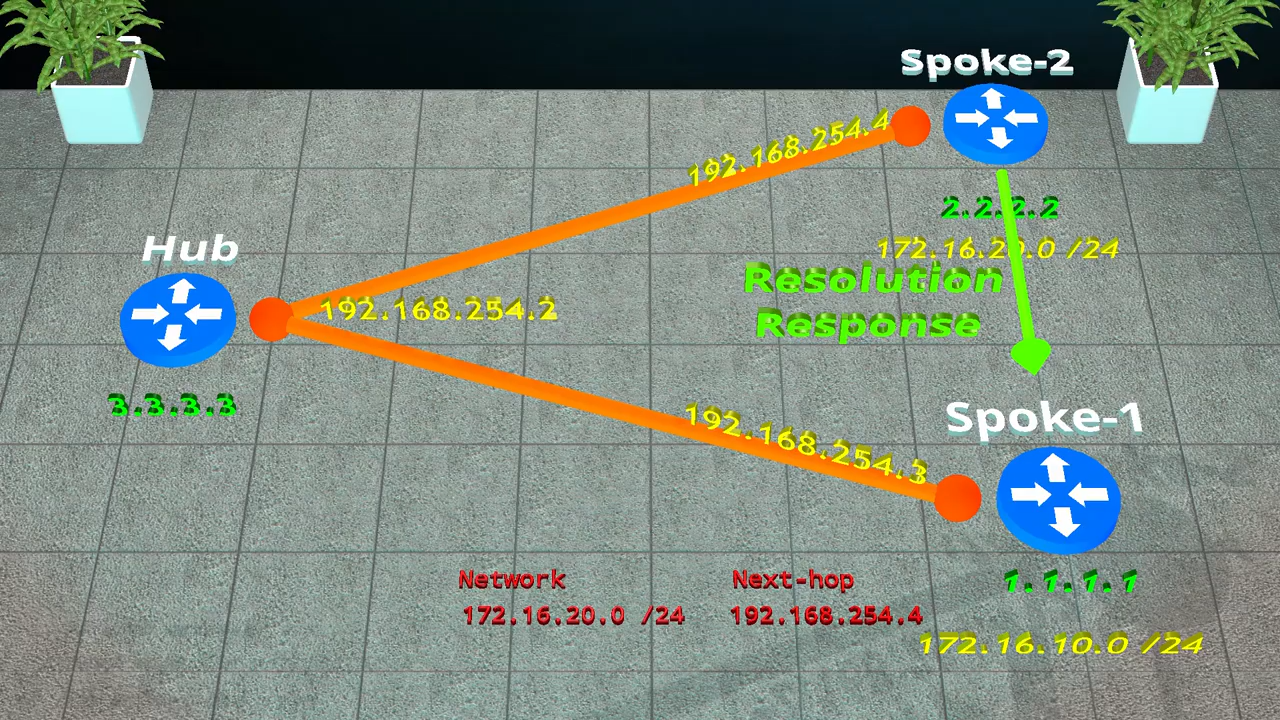 Spoke-2
192.168.254.4
2.2.2.2
172.16.20.0 /24
Hub
Resolution
Response
192.168.254.2
3.3.3.3
192.168.254.3
Spoke-1
Network Next-hop
172.16.20.0 /24 192.168.254.4
1.1.1.1
172.16.10.0 /24